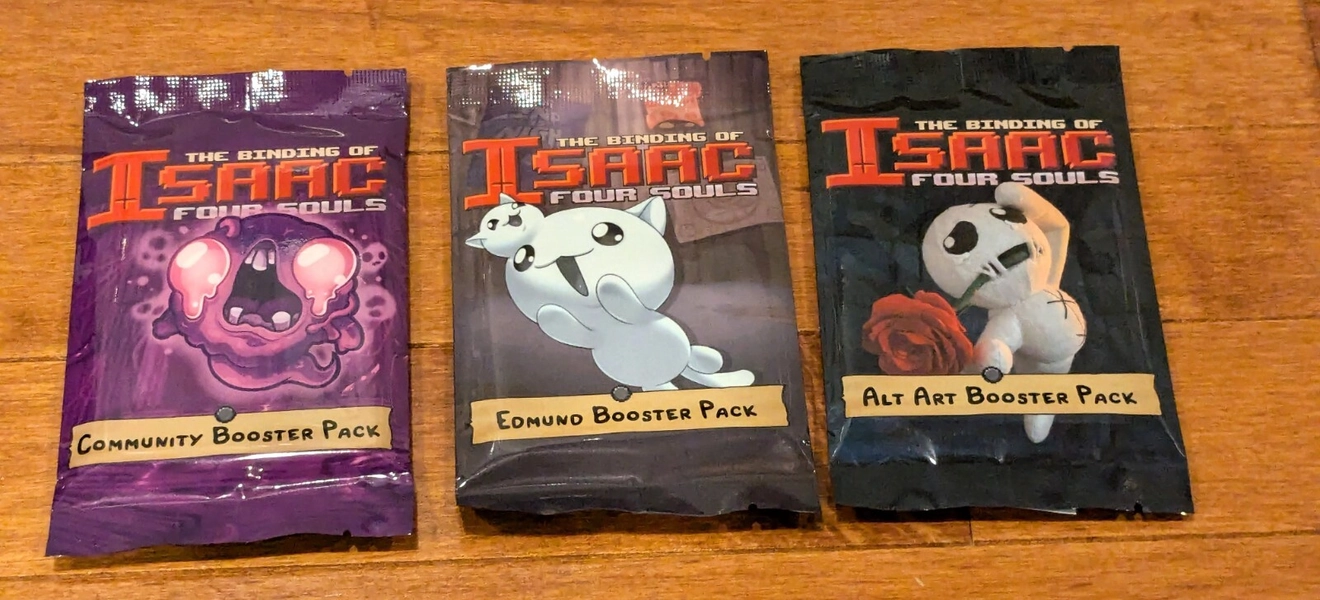 THE BINDING OF
ISAAC
FOUR SOULS
COMMUNITY BOOSTER PACK
THE BINDING OF
ISAAC
FOUR SOULS
EDMUND BOOSTER PACK
THE BINDING OF
ISAAC
FOUR SOULS
ALT ART BOOSTER PACK